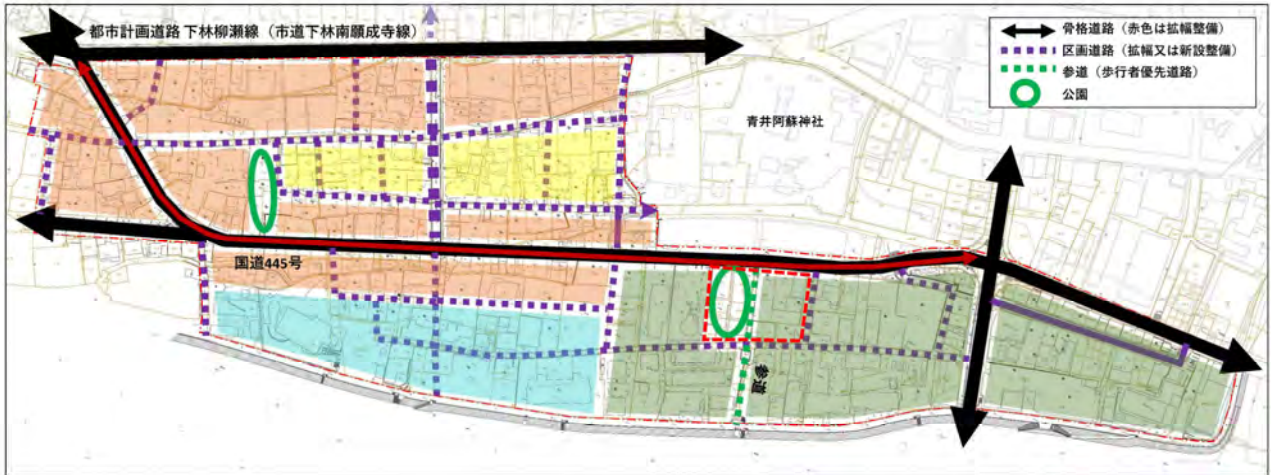 都市計画道路 下林柳瀬線（市道下林南願成寺線）
骨格道路（赤色は拡幅整備）
区画道路（拡幅又は新設整備）
参道（歩行者優先道路）
公園
青井阿蘇神社
国道445号
参道